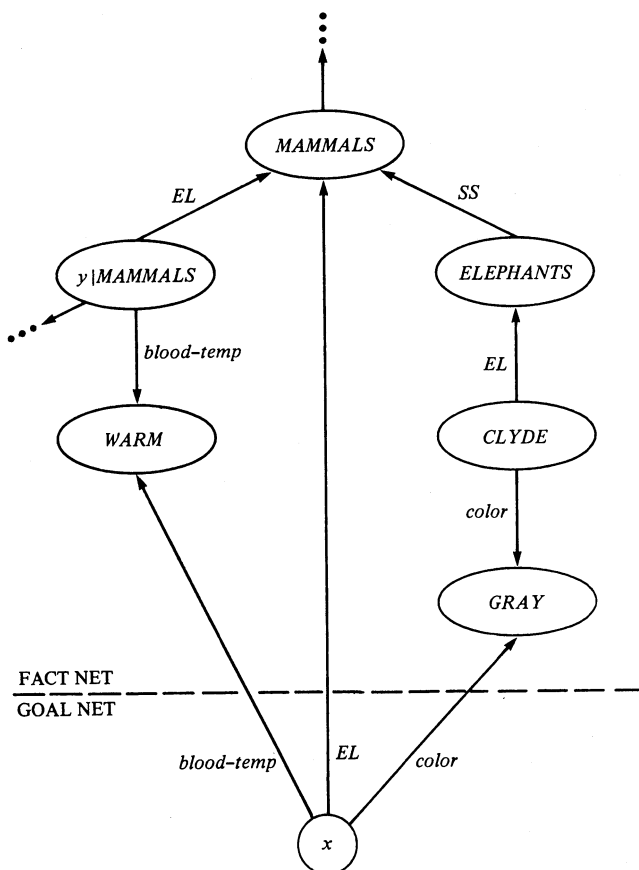 MAMMALS
EL
SS
y|MAMMALS
ELEPHANTS
blood-temp
EL
WARM
CLYDE
color
GRAY
FACT NET
GOAL NET
blood-temp
EL
color
x